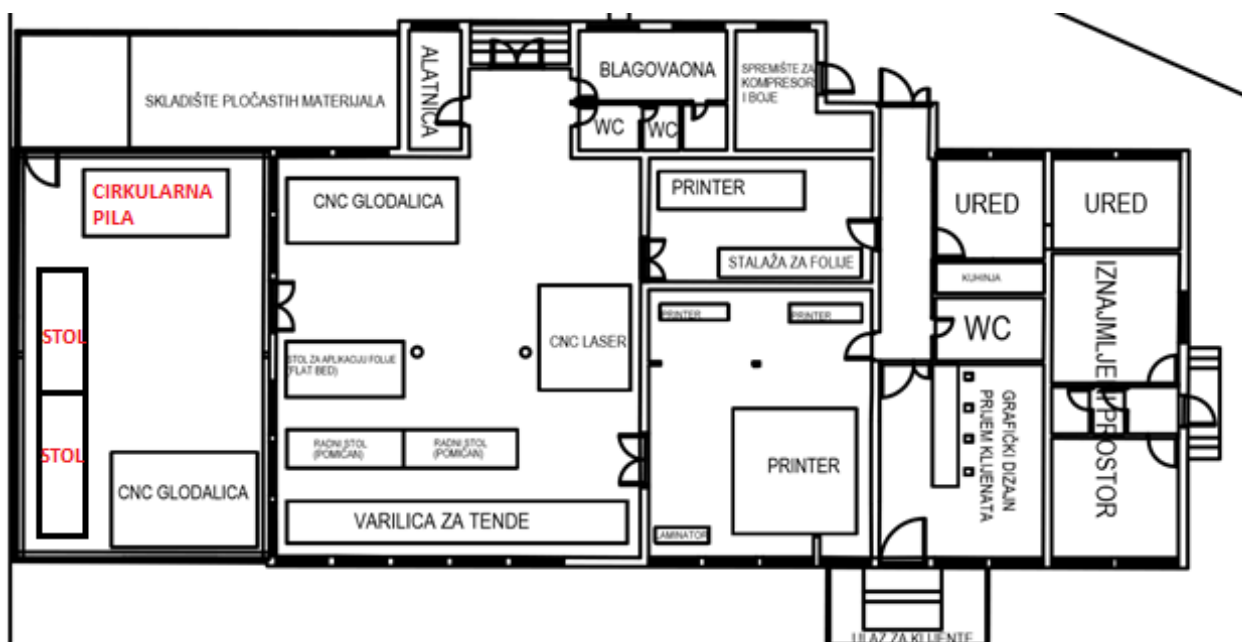 ALATNICA
BLAGOVAONA
SPREMIŠTE ZA
KOMPRESOR
I BOJE
SKLADIŠTE PLOČASTIH MATERIJALA
WC
WC
CIRKULARNA
PILA
CNC GLODALICA
PRINTER
URED
URED
STALAŽA ZA FOLIJE
KUHINJA
IZNAJMLJENI PROSTOR
PRINTER
PRINTER
WC
STOL
CNC LASER
STOL ZA APLIKACIJU FOLIJE
(FLAT BED)
GRAFIČKI DIZAJN
PRIJEM KLIJENATA
RADNI STOL
(POMIČAN)
RADNI STOL
(POMIČAN)
STOL
PRINTER
CNC GLODALICA
VARILICA ZA TENDE
LAMINATOR
ULAZ ZA KLIJENTE